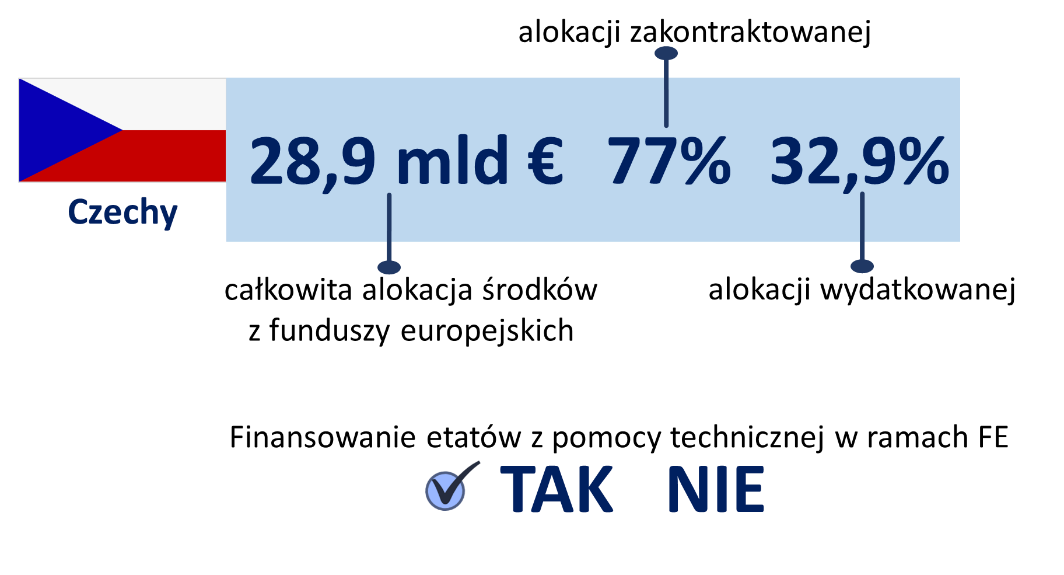 alokacji zakontraktowanej
28,9 mld € 77% 32,9%
Czechy
całkowita alokacja środków
z funduszy europejskich
alokacji wydatkowanej
Finansowanie etatów z pomocy technicznej w ramach FE
TAK NIE